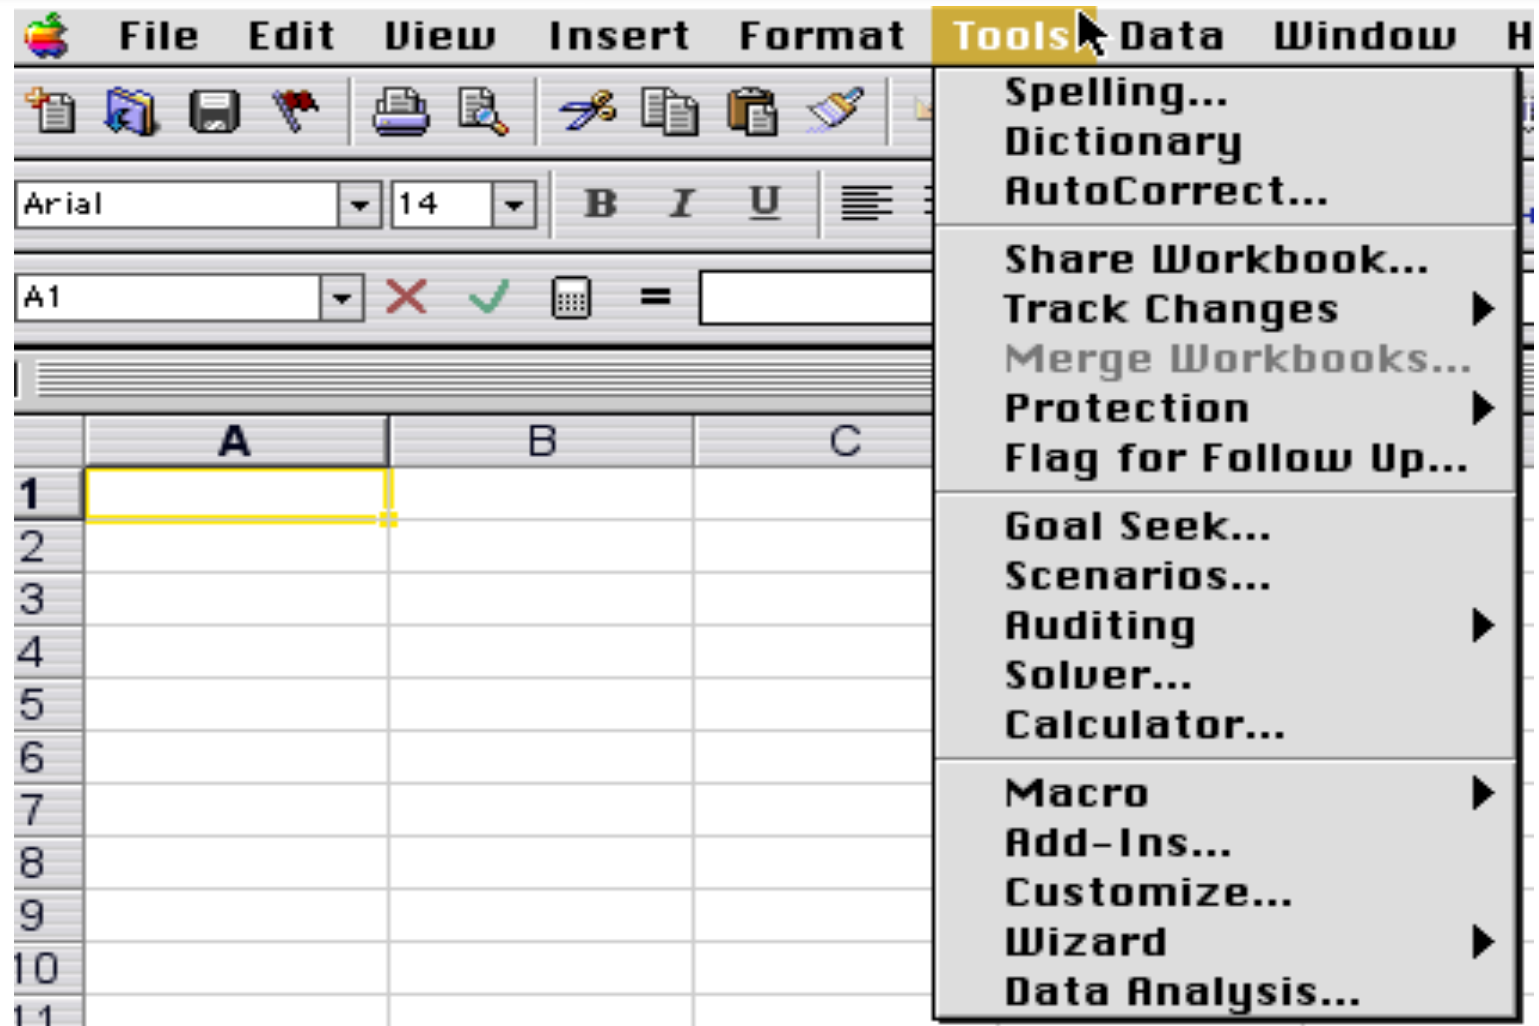 File Edit View Insert Format Tools Data Window H
Arial 14 B I U
A1 =
A B C
1
2
3
4
5
6
7
8
9
10
11
Spelling...
Dictionary
AutoCorrect...
Share Workbook...
Track Changes
Merge Workbooks...
Protection
Flag for Follow Up...
Goal Seek...
Scenarios...
Auditing
Solver...
Calculator...
Macro
Add-Ins...
Customize...
Wizard
Data Analysis...